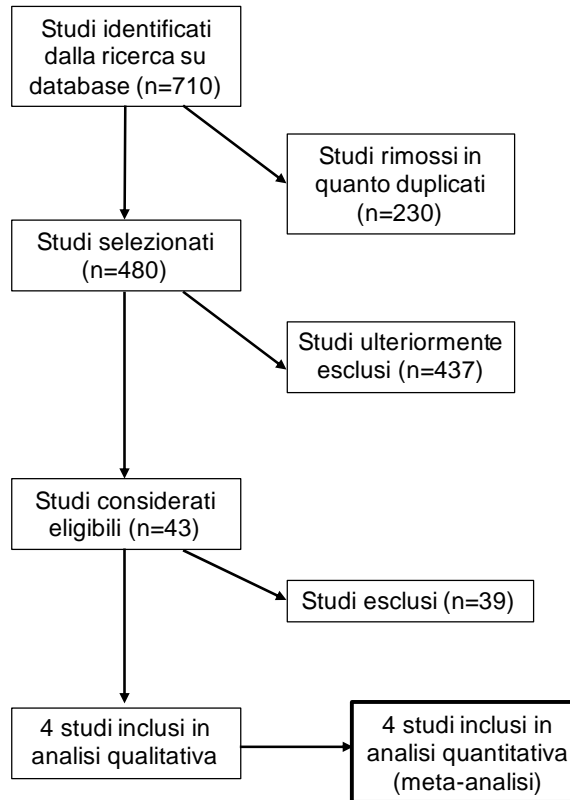 Studi identificati
dalla ricerca su
database (n=710)
Studi rimossi in
quanto duplicati
(n=230)
Studi selezionati
(n=480)
Studi ulteriormente
esclusi (n=437)
Studi considerati
eligibili (n=43)
Studi esclusi (n=39)
4 studi inclusi in
analisi qualitativa
4 studi inclusi in
analisi quantitativa
(meta-analisi)